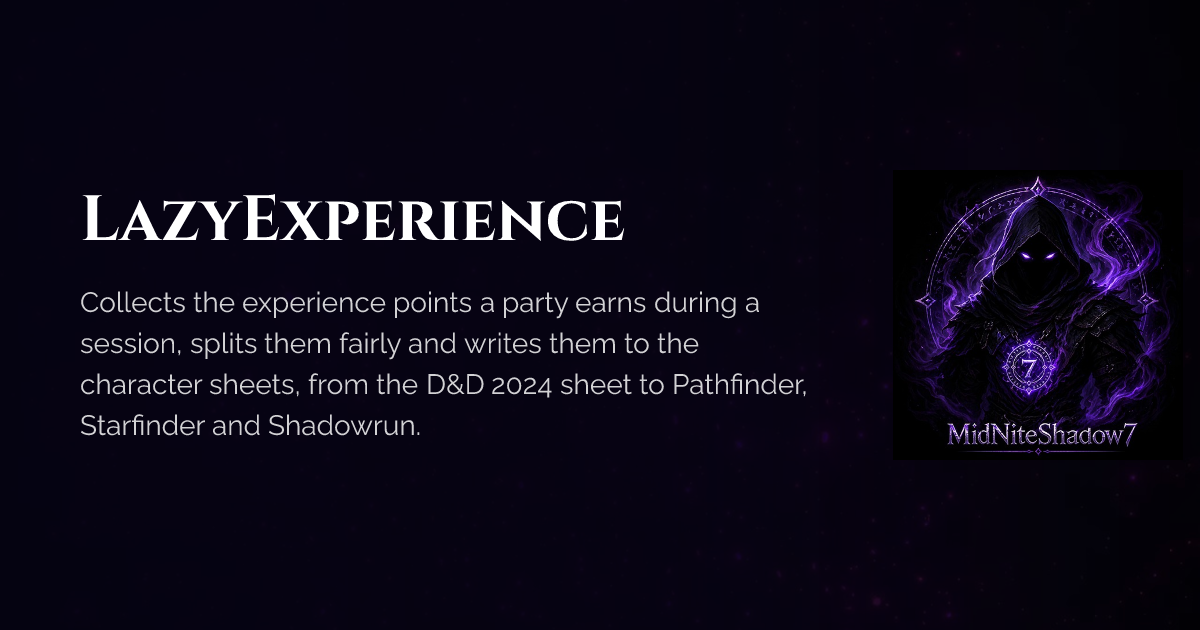 LazyExperience
Collects the experience points a party earns during a
session, splits them fairly and writes them to the
character sheets, from the D&D 2024 sheet to Pathfinder,
Starfinder and Shadowrun.
7
MidNiteShadow7